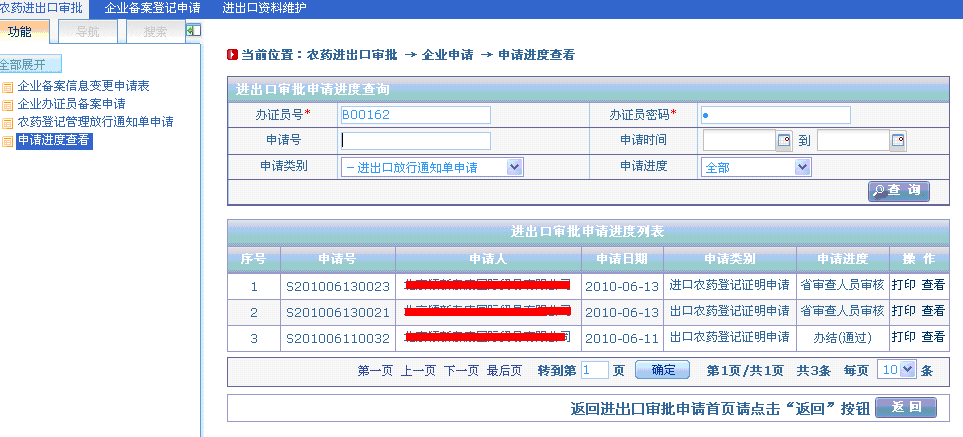 农药进出口审批 企业备案登记申请 进出口资料维护
功能 导航 搜索
全部展开
企业备案信息变更申请表
企业办证员备案申请
农药登记管理放行通知单申请
申请进度查看
当前位置：农药进出口审批 → 企业申请 → 申请进度查看
进出口审批申请进度查询
办证员号* B00162 办证员密码* ●
申请号 申请时间 到
申请类别 －进出口放行通知单申请 申请进度 全部
查 询
进出口审批申请进度列表
序号 申请号 申请人 申请日期 申请类别 申请进度 操 作
1 S201006130023 2010-06-13 进口农药登记证明申请 省审查人员审核 打印 查看
2 S201006130021 2010-06-13 出口农药登记证明申请 省审查人员审核 打印 查看
3 S201006110032 2010-06-11 出口农药登记证明申请 办结(通过) 打印 查看
第一页 上一页 下一页 最后页 转到第 1 页 确定 第1页/共1页 共3条 每页 10 条
返回进出口审批申请首页请点击“返回”按钮 返 回